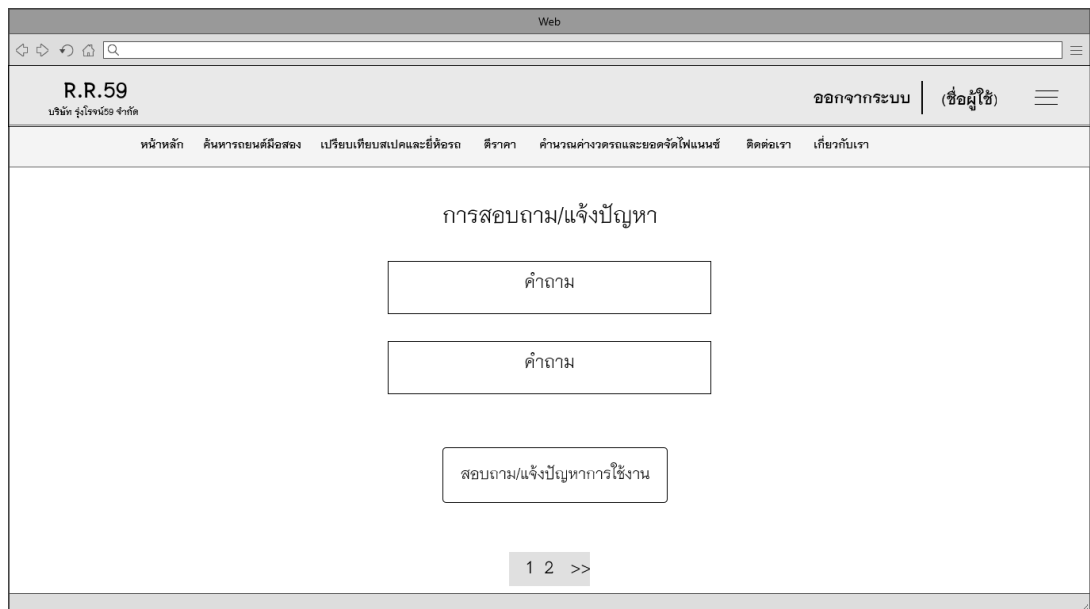 Web
R.R.59
บริษัท รุ่งโรจน์59 จำกัด
ออกจากระบบ (ชื่อผู้ใช้)
หน้าหลัก ค้นหารถยนต์มือสอง เปรียบเทียบสเปคและยี่ห้อรถ ตีราคา คำนวณค่างวดรถและยอดจัดไฟแนนซ์ ติดต่อเรา เกี่ยวกับเรา
การสอบถาม/แจ้งปัญหา
คำถาม
คำถาม
สอบถาม/แจ้งปัญหาการใช้งาน
1 2 >>